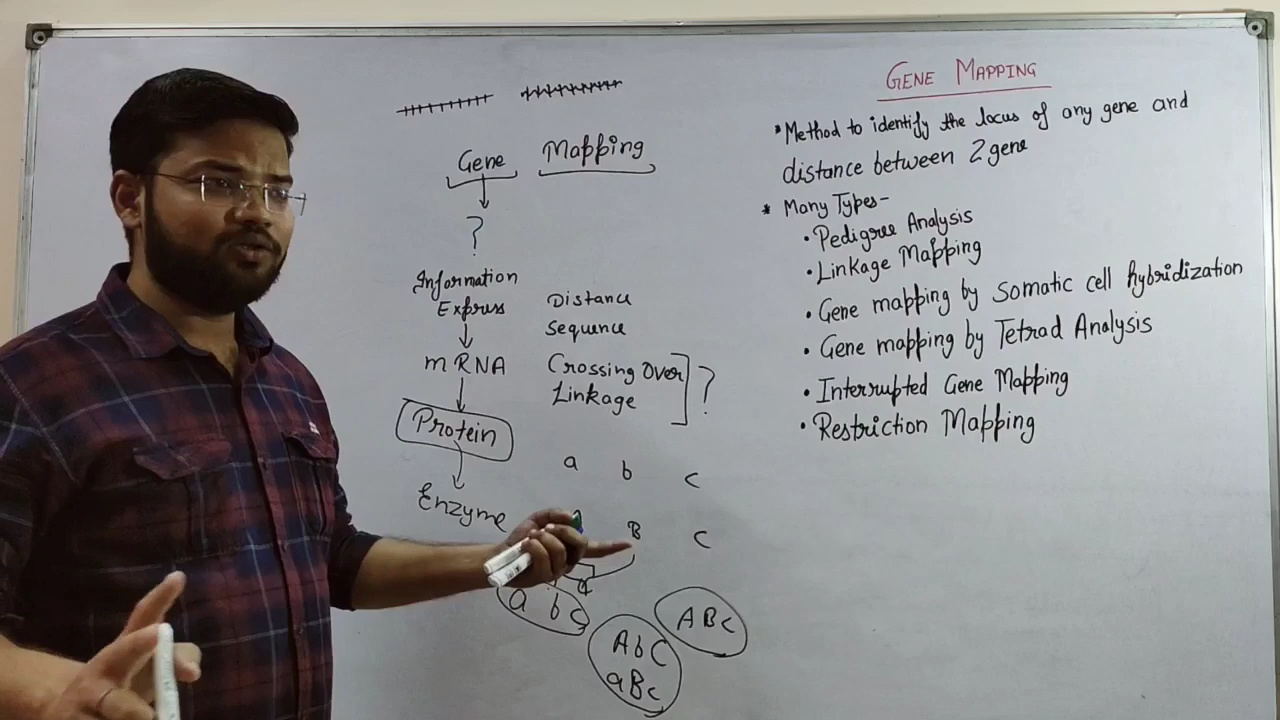 GENE MAPPING
* Method to identify the locus of any gene and
distance between 2 gene
* Many Types-
• Pedigree Analysis
• Linkage Mapping
• Gene mapping by Somatic cell hybridization
• Gene mapping by Tetrad Analysis
• Interrupted Gene Mapping
• Restriction Mapping
Gene Mapping
?
Information
Express
mRNA
Protein
Enzyme
Distance
Sequence
Crossing Over
Linkage
?
a b c
B C
a b c
AbC
aBc
ABc